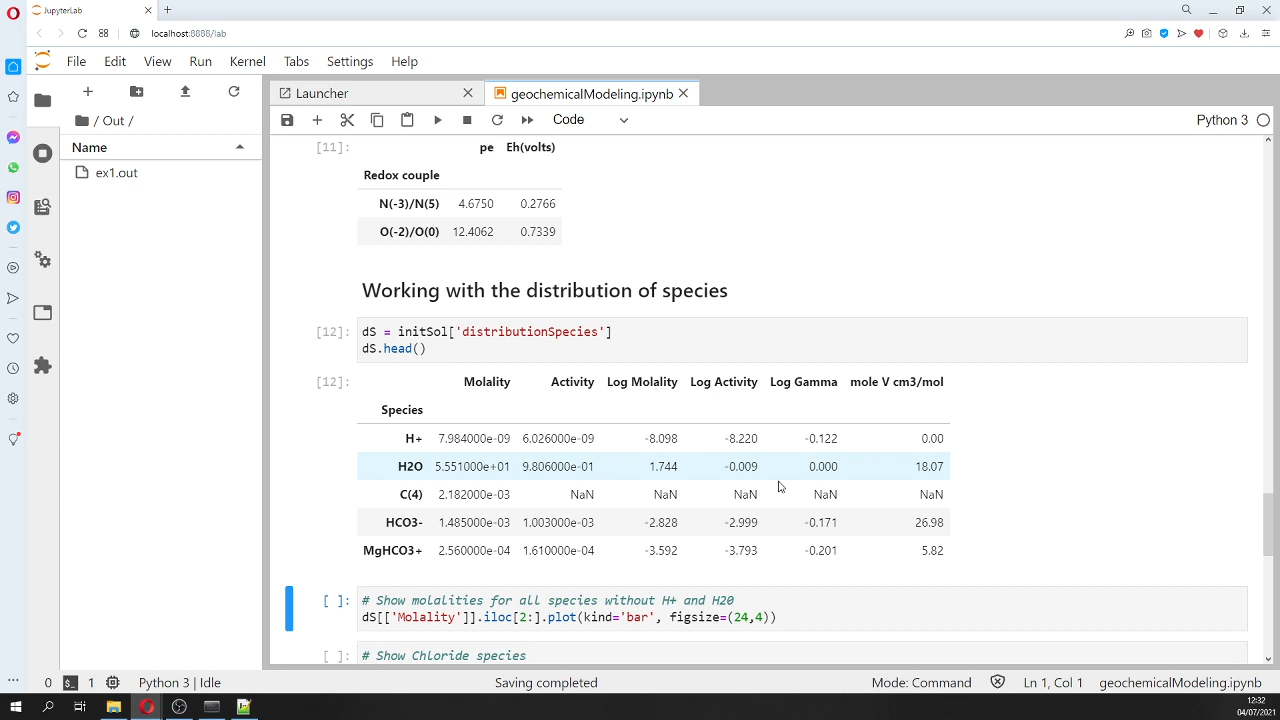 JupyterLab
localhost:8888/lab
File Edit View Run Kernel Tabs Settings Help
/ Out /
Name
ex1.out
Launcher
geochemicalModeling.ipynb
Code
Python 3
[11]:
pe Eh(volts)
Redox couple
N(-3)/N(5) 4.6750 0.2766
O(-2)/O(0) 12.4062 0.7339
Working with the distribution of species
[12]: dS = initSol['distributionSpecies']
dS.head()
[12]: Molality Activity Log Molality Log Activity Log Gamma mole V cm3/mol
Species
H+ 7.984000e-09 6.026000e-09 -8.098 -8.220 -0.122 0.00
H2O 5.551000e+01 9.806000e-01 1.744 -0.009 0.000 18.07
C(4) 2.182000e-03 NaN NaN NaN NaN NaN
HCO3- 1.485000e-03 1.003000e-03 -2.828 -2.999 -0.171 26.98
MgHCO3+ 2.560000e-04 1.610000e-04 -3.592 -3.793 -0.201 5.82
[ ]: # Show molalities for all species without H+ and H20
dS[['Molality']].iloc[2:].plot(kind='bar', figsize=(24,4))
[ ]: # Show Chloride species
0 1 Python 3 | Idle Saving completed Mode: Command Ln 1, Col 1 geochemicalModeling.ipynb
12:32
04/07/2021